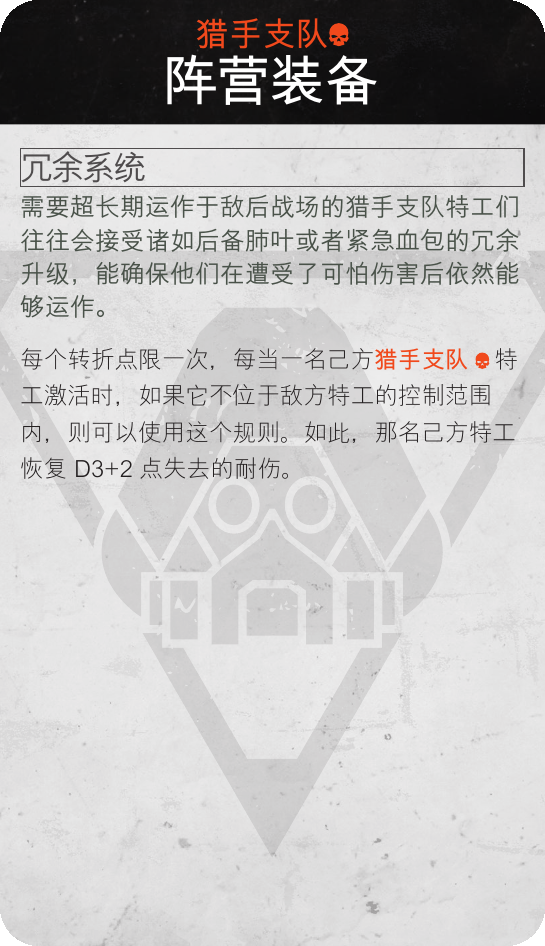 猎手支队
阵营装备
冗余系统
需要超长期运作于敌后战场的猎手支队特工们
往往会接受诸如后备肺叶或者紧急血包的冗余
升级，能确保他们在遭受了可怕伤害后依然能
够运作。
每个转折点限一次，每当一名己方猎手支队特
工激活时，如果它不位于敌方特工的控制范围
内，则可以使用这个规则。如此，那名己方特工
恢复 D3+2 点失去的耐伤。